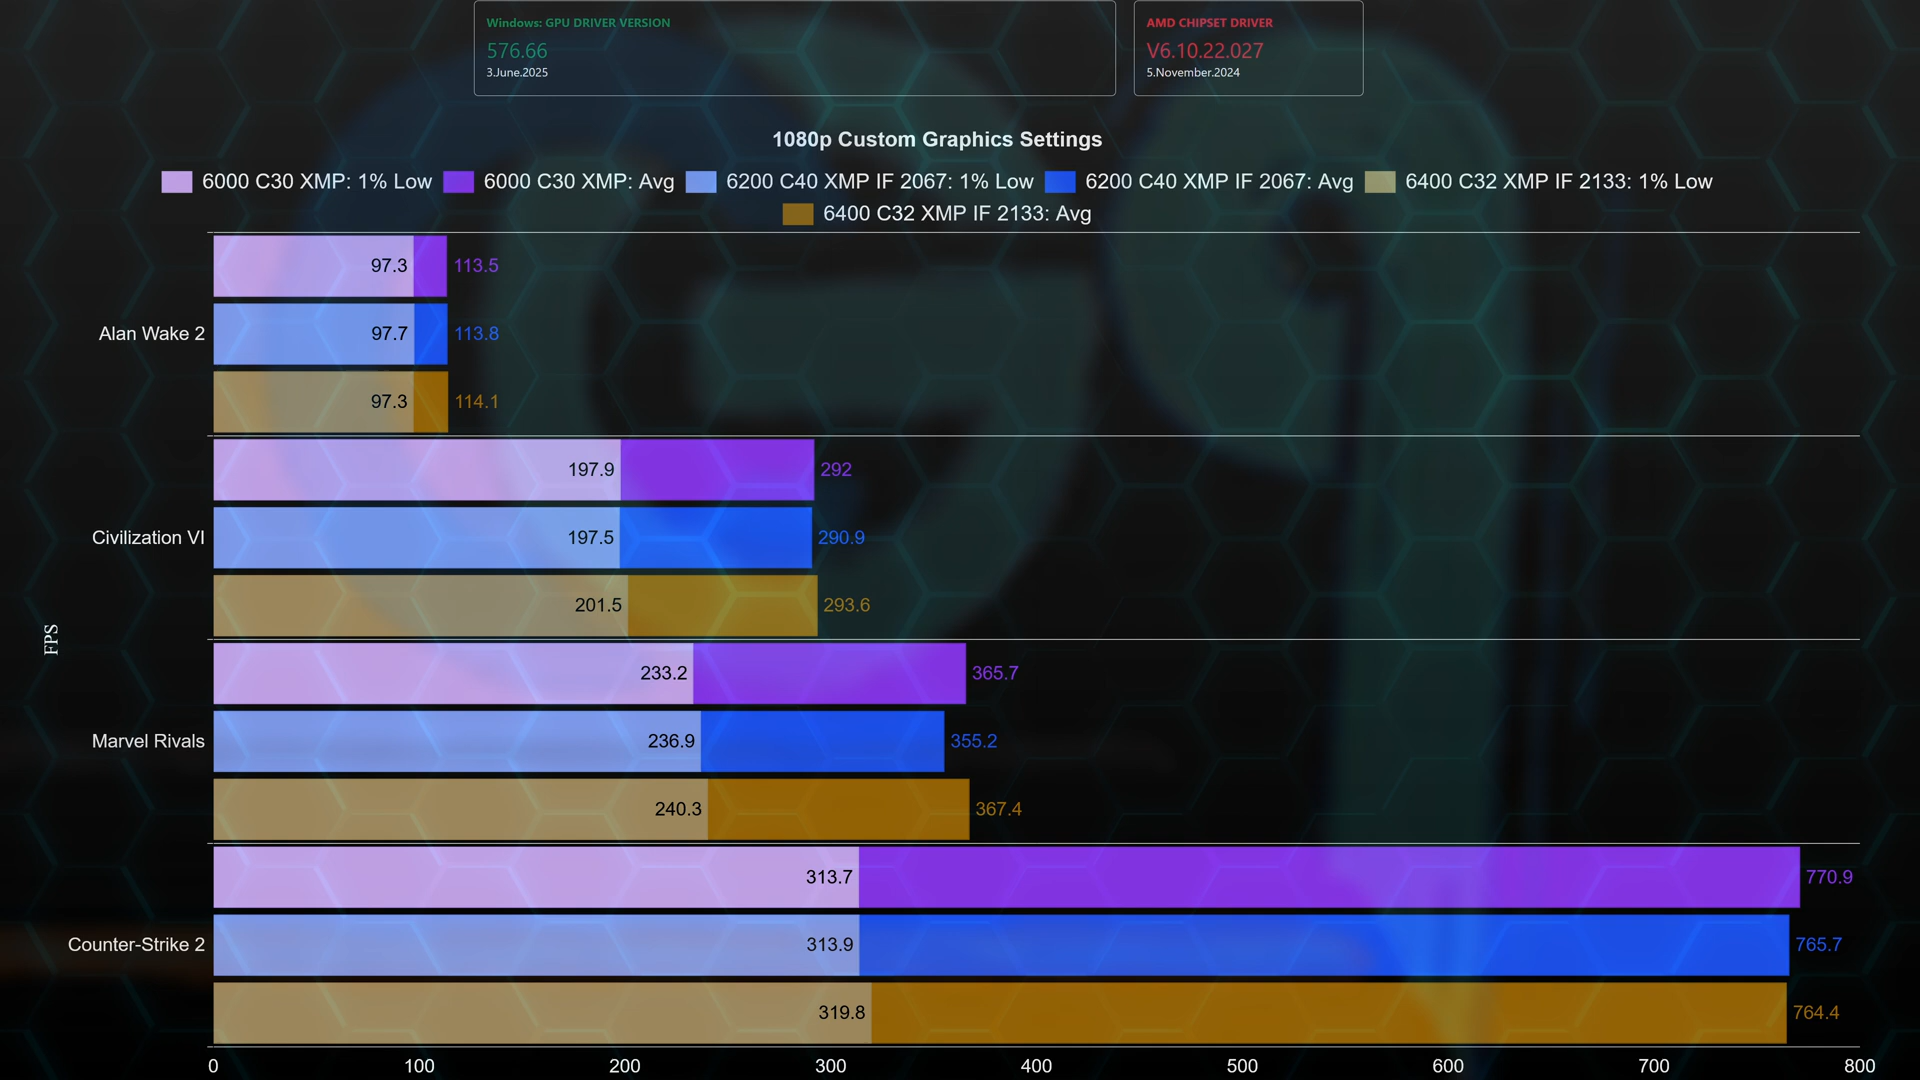 Windows: GPU DRIVER VERSION
576.66
3.June.2025
AMD CHIPSET DRIVER
V6.10.22.027
5.November.2024
1080p Custom Graphics Settings
6000 C30 XMP: 1% Low 6000 C30 XMP: Avg 6200 C40 XMP IF 2067: 1% Low 6200 C40 XMP IF 2067: Avg 6400 C32 XMP IF 2133: 1% Low
6400 C32 XMP IF 2133: Avg
97.3 113.5
Alan Wake 2 97.7 113.8
97.3 114.1
197.9 292
Civilization VI 197.5 290.9
201.5 293.6
FPS
233.2 365.7
Marvel Rivals 236.9 355.2
240.3 367.4
313.7 770.9
Counter-Strike 2 313.9 765.7
319.8 764.4
0 100 200 300 400 500 600 700 800